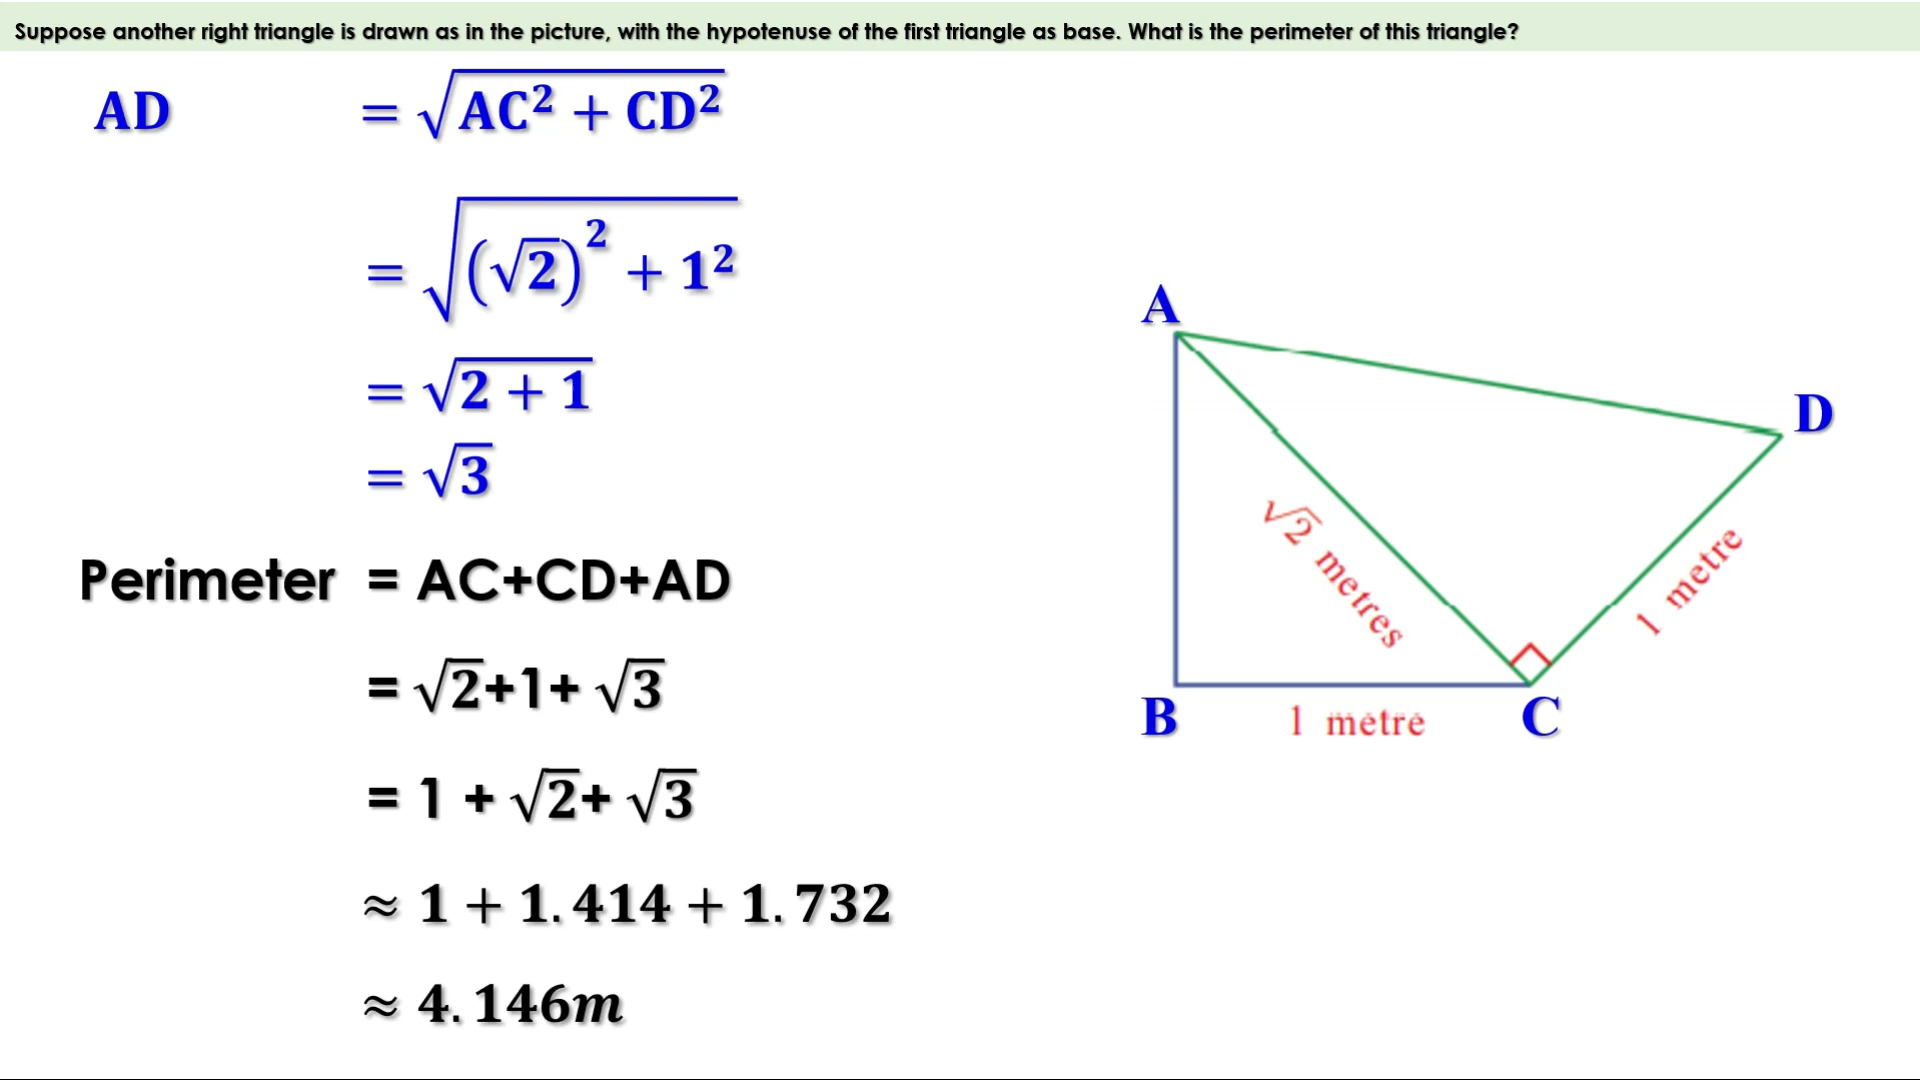 Suppose another right triangle is drawn as in the picture, with the hypotenuse of the first triangle as base. What is the perimeter of this triangle?
AD = √(AC² + CD²)
= √((√2)² + 1²)
= √(2 + 1)
= √3
Perimeter = AC+CD+AD
= √2+1+ √3
= 1 + √2+ √3
≈ 1 + 1.414 + 1.732
≈ 4.146m
A
D
√2 metres
1 metre
B
1 metre
C